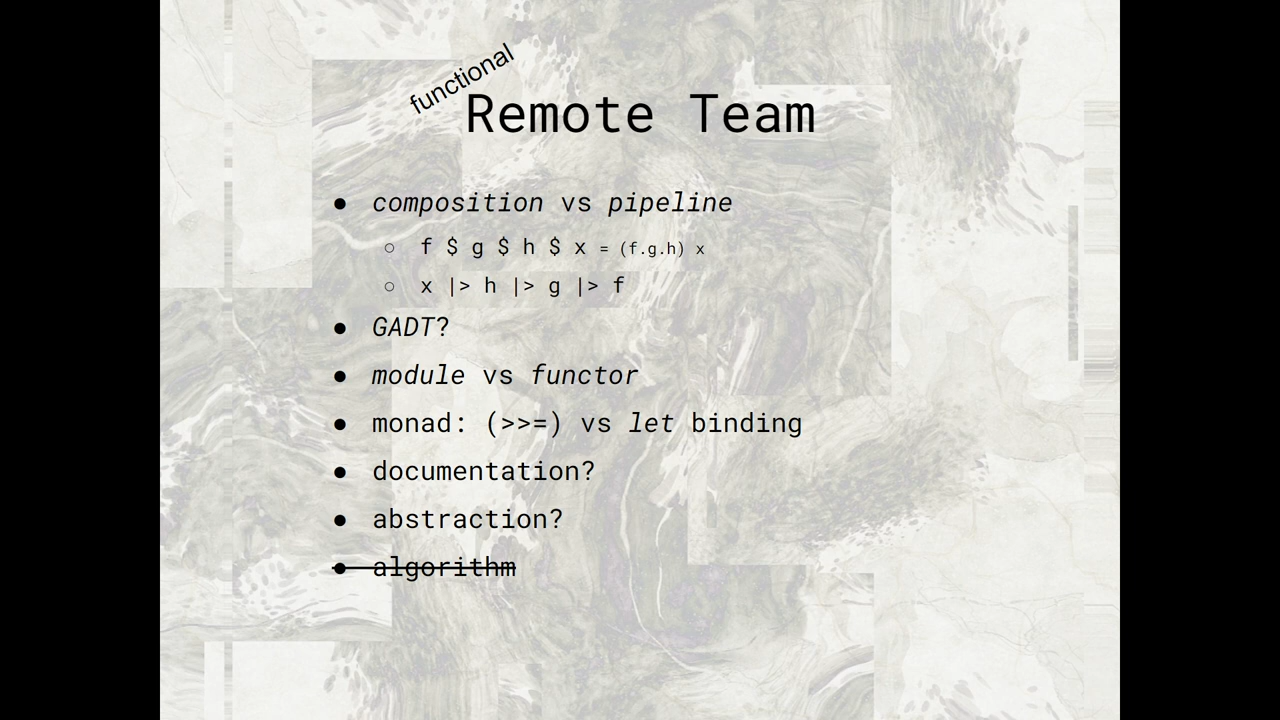 functional
Remote Team
● composition vs pipeline
○ f $ g $ h $ x = (f.g.h) x
○ x |> h |> g |> f
● GADT?
● module vs functor
● monad: (>>=) vs let binding
● documentation?
● abstraction?
● algorithm